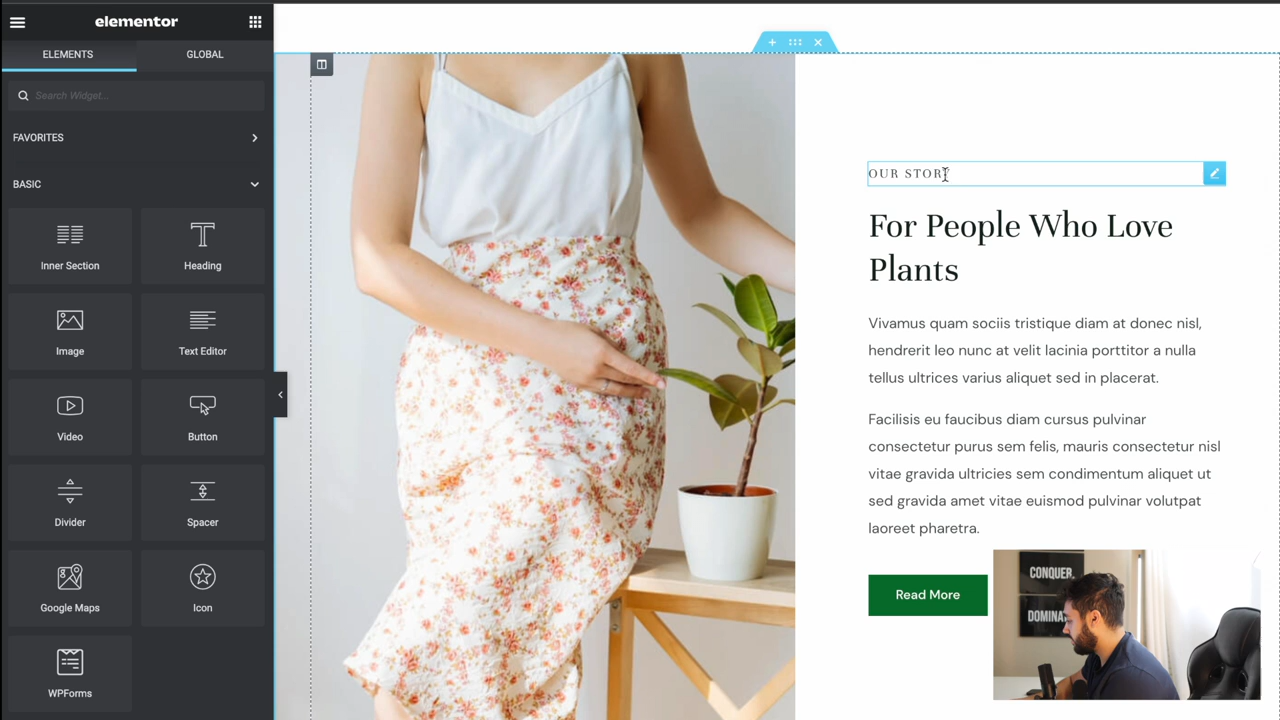 elementor
ELEMENTS
GLOBAL
Search Widget...
FAVORITES
BASIC
Inner Section
Heading
Image
Text Editor
Video
Button
Divider
Spacer
Google Maps
Icon
WPForms
OUR STORY
For People Who Love
Plants
Vivamus quam sociis tristique diam at donec nisl,
hendrerit leo nunc at velit lacinia porttitor a nulla
tellus ultrices varius aliquet sed in placerat.
Facilisis eu faucibus diam cursus pulvinar
consectetur purus sem felis, mauris consectetur nisl
vitae gravida ultricies sem condimentum aliquet ut
sed gravida amet vitae euismod pulvinar volutpat
laoreet pharetra.
Read More
CONQUER.